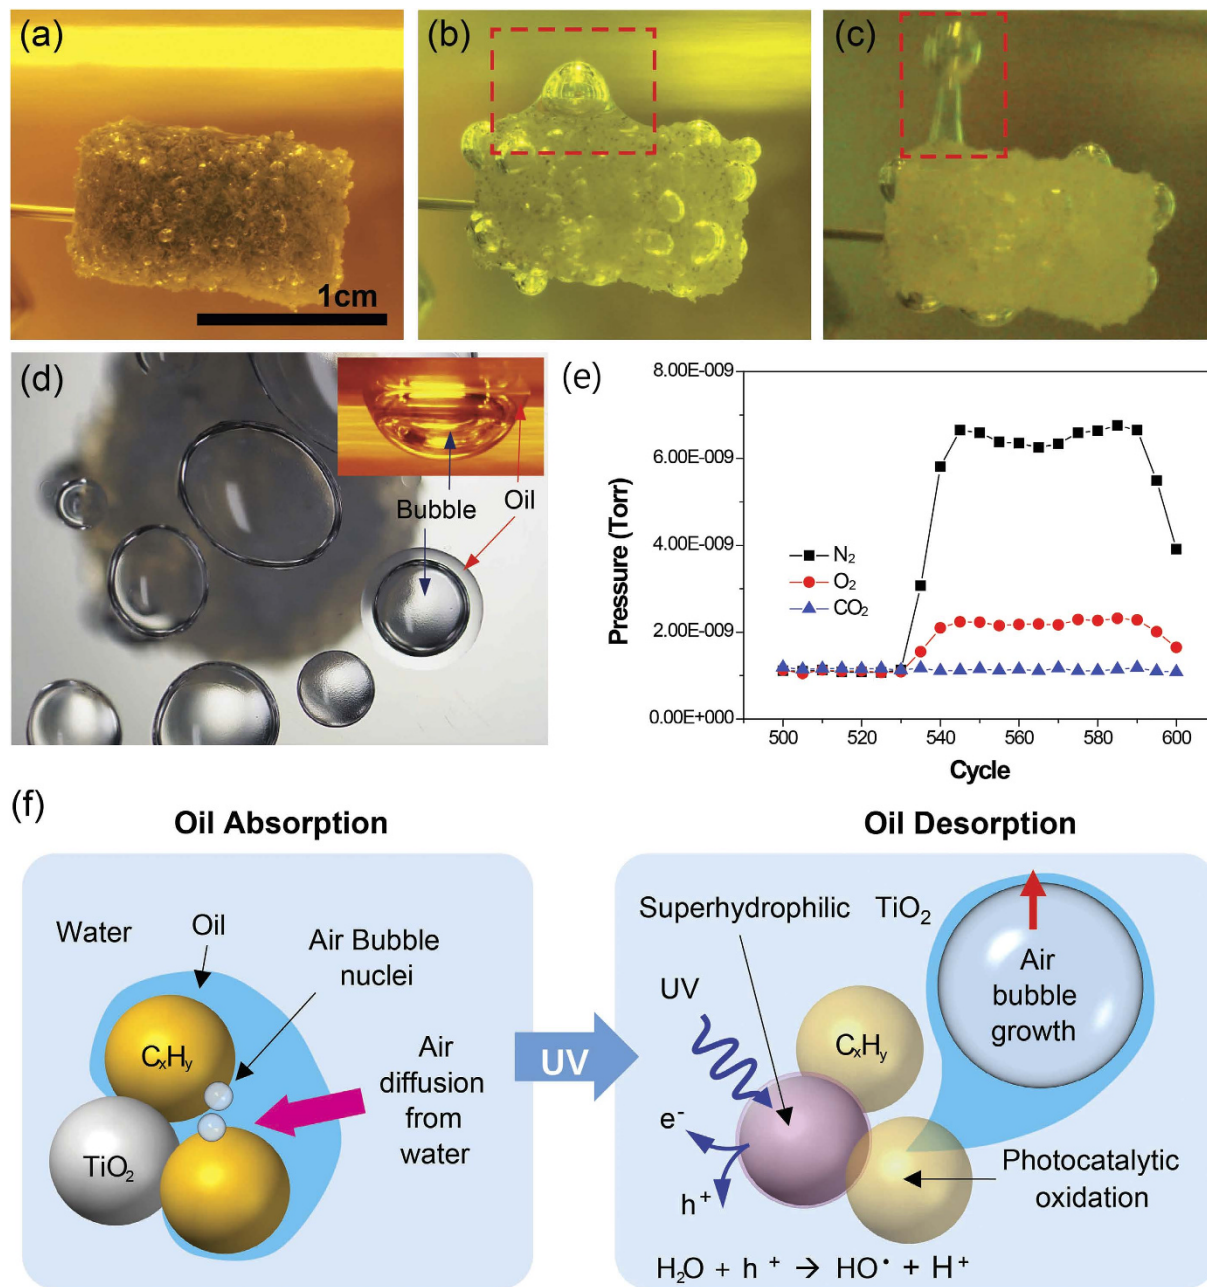 (a)
1cm
(b)
(c)
(d)
Bubble
Oil
(e)
Pressure (Torr)
8.00E-009
6.00E-009
4.00E-009
2.00E-009
0.00E+000
N₂
O₂
CO₂
500 520 540 560 580 600
Cycle
(f)
Oil Absorption
Water
Oil
Air Bubble
nuclei
CₓHᵧ
TiO₂
Air
diffusion
from
water
UV
Oil Desorption
Superhydrophilic TiO₂
UV
CₓHᵧ
Air
bubble
growth
e⁻
h⁺
Photocatalytic
oxidation
H₂O + h⁺ → HO• + H⁺